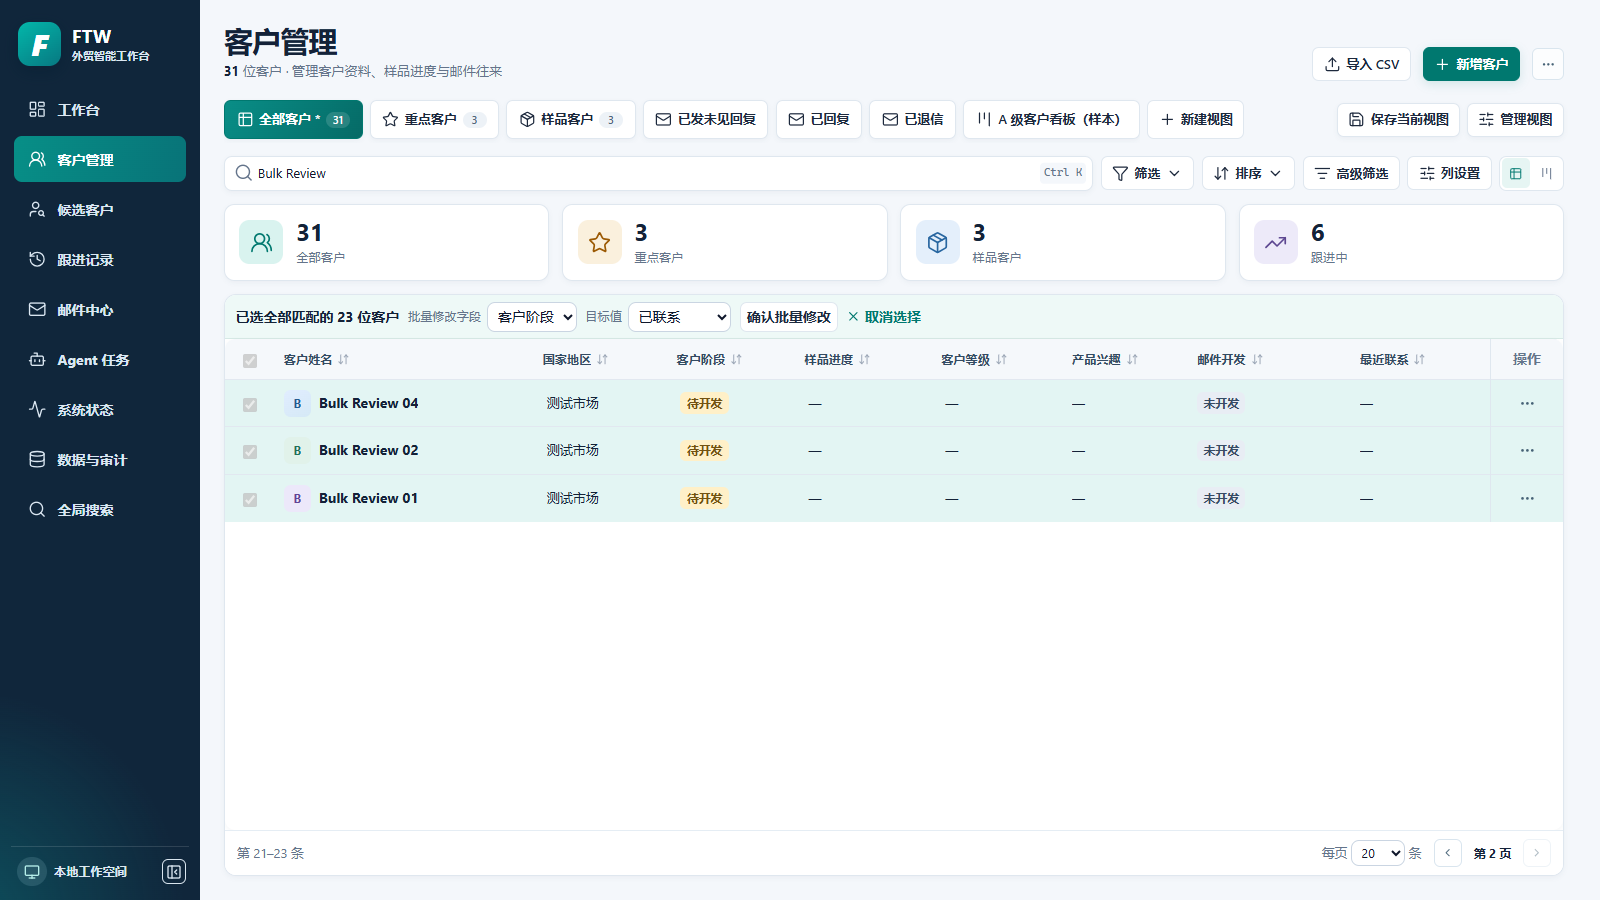 F
FTW
外贸智能工作台
工作台
客户管理
候选客户
跟进记录
邮件中心
Agent 任务
系统状态
数据与审计
全局搜索
本地工作空间
客户管理
31 位客户 · 管理客户资料、样品进度与邮件往来
导入 CSV
新增客户
全部客户 * 31
重点客户 3
样品客户 3
已发未见回复
已回复
已退信
A 级客户看板（样本）
新建视图
保存当前视图
管理视图
Bulk Review
Ctrl K
筛选
排序
高级筛选
列设置
31
全部客户
3
重点客户
3
样品客户
6
跟进中
已选全部匹配的 23 位客户 批量修改字段 客户阶段 目标值 已联系 确认批量修改 × 取消选择
客户姓名 国家地区 客户阶段 样品进度 客户等级 产品兴趣 邮件开发 最近联系 操作
B Bulk Review 04 测试市场 待开发 — — — 未开发 — ···
B Bulk Review 02 测试市场 待开发 — — — 未开发 — ···
B Bulk Review 01 测试市场 待开发 — — — 未开发 — ···
第 21–23 条
每页 20 条
第 2 页